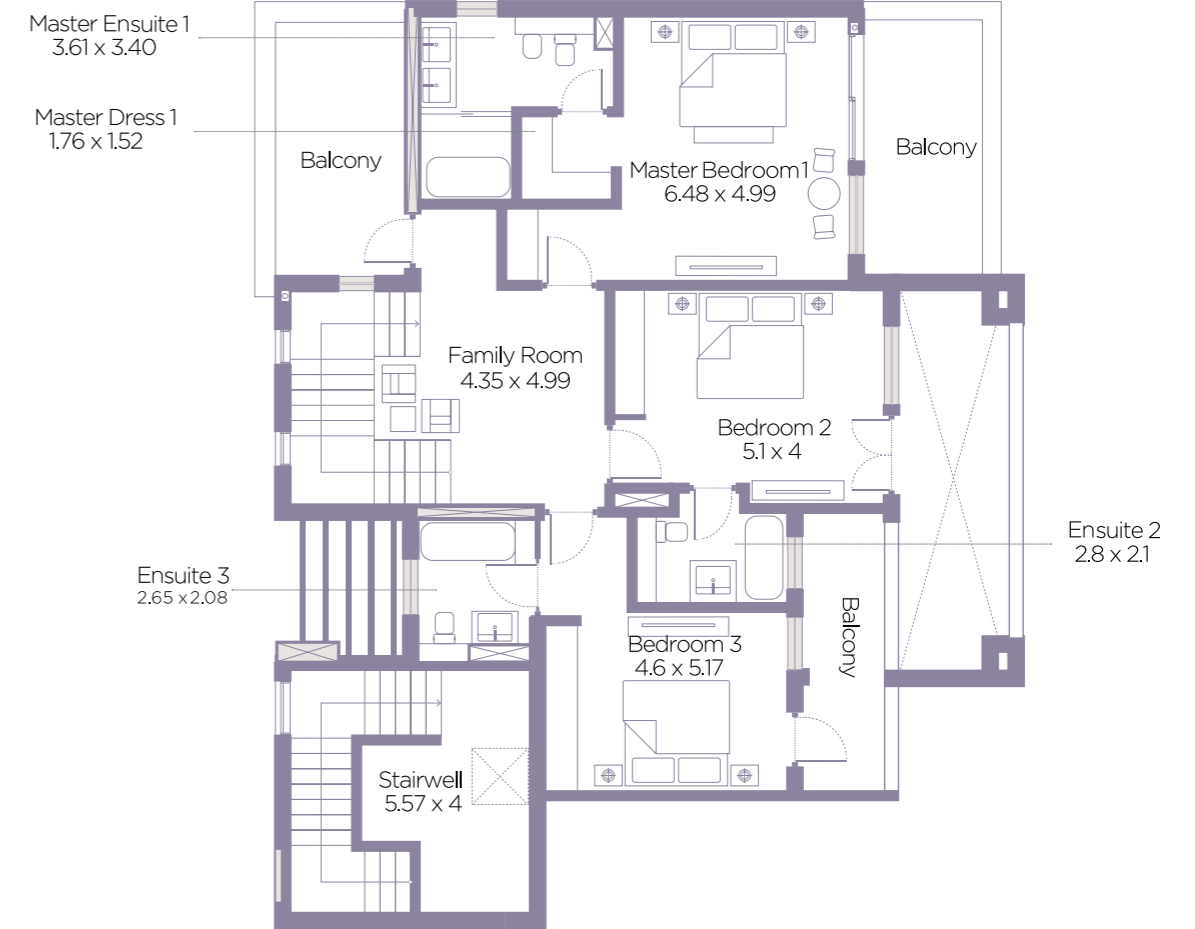 Master Ensuite 1
3.61 x 3.40
Master Dress 1
1.76 x 1.52
Balcony
Master Bedroom 1
6.48 x 4.99
Balcony
Family Room
4.35 x 4.99
Bedroom 2
5.1 x 4
Ensuite 2
2.8 x 2.1
Ensuite 3
2.65 x 2.08
Bedroom 3
4.6 x 5.17
Balcony
Stairwell
5.57 x 4